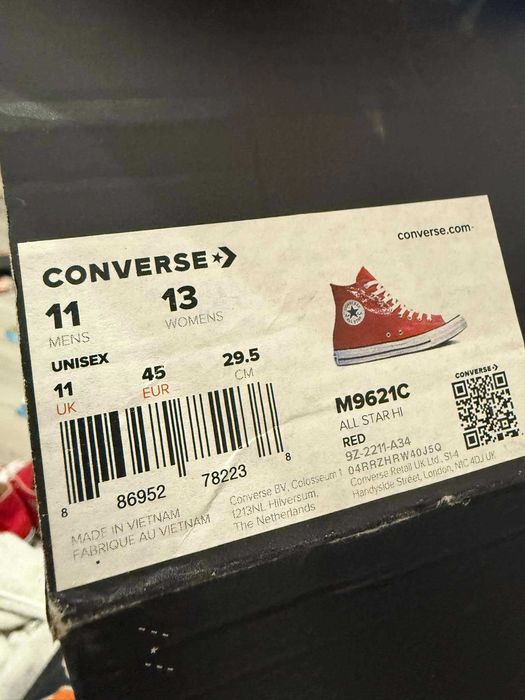 converse.com
CONVERSE
11 13
MENS WOMENS
UNISEX
11 45 29.5
UK EUR CM
8 86952 78223 8
MADE IN VIETNAM
FABRIQUE AU VIETNAM
Converse BV, Colosseum 1
1213NL Hilversum,
The Netherlands
M9621C
ALL STAR HI
RED
9Z-2211-A34
04RRZHRW40J5Q
Converse Retail UK Ltd., St-4
Handyside Street, London, N1C 4DJ UK
CONVERSE